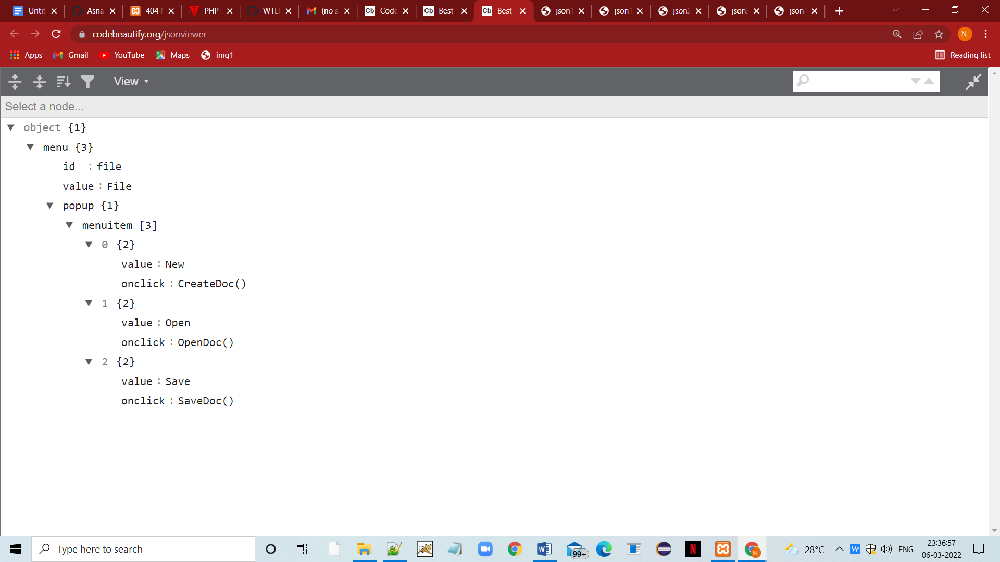 Untit Asna 404 PHP WTL (no s Code Best Best json1 json1 json2 json json
codebeautify.org/jsonviewer N.
Apps Gmail YouTube Maps img1 Reading list
View
Select a node...
object {1}
menu {3}
id : file
value : File
popup {1}
menuitem [3]
0 {2}
value : New
onclick : CreateDoc()
1 {2}
value : Open
onclick : OpenDoc()
2 {2}
value : Save
onclick : SaveDoc()
Type here to search 99+ 28°C ENG 23:36:57
06-03-2022